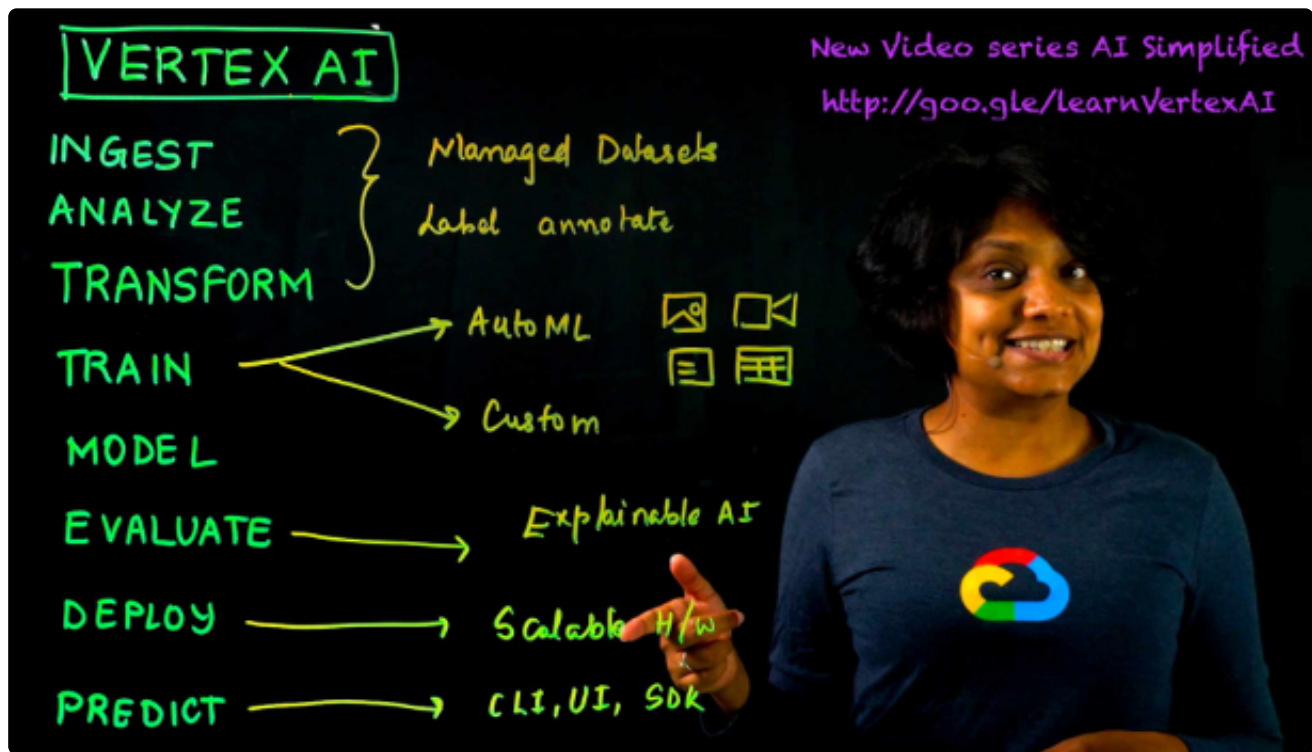 VERTEX AI
New Video series AI Simplified
http://goo.gle/learnVertexAI
INGEST
Managed Datasets
ANALYZE
Label annotate
TRANSFORM
AutoML
TRAIN
Custom
MODEL
EVALUATE
Explainable AI
DEPLOY
Scalable H/W
PREDICT
CLI, UI, SDK